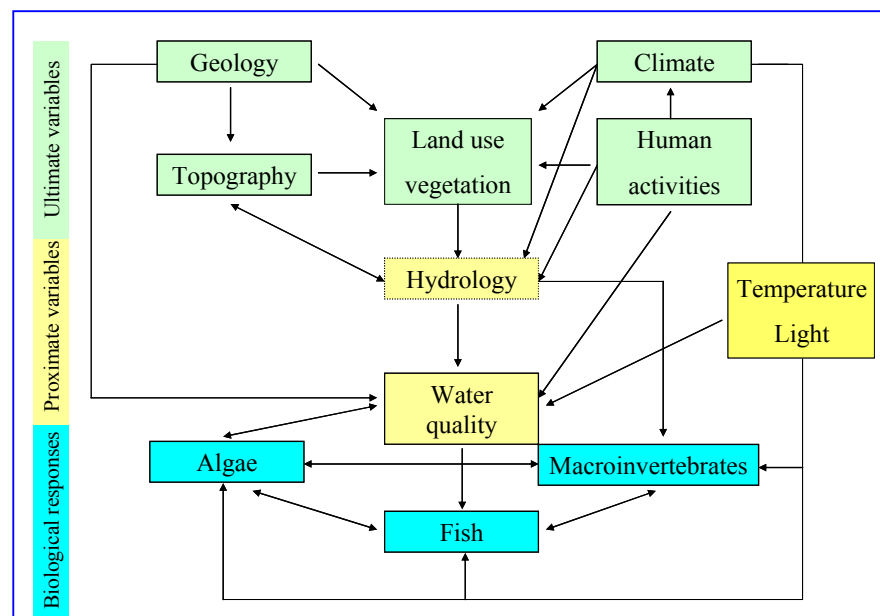 Ultimate variables
Geology
Climate
Land use
vegetation
Human
activities
Topography
Proximate variables
Hydrology
Temperature
Light
Water
quality
Biological responses
Algae
Macroinvertebrates
Fish